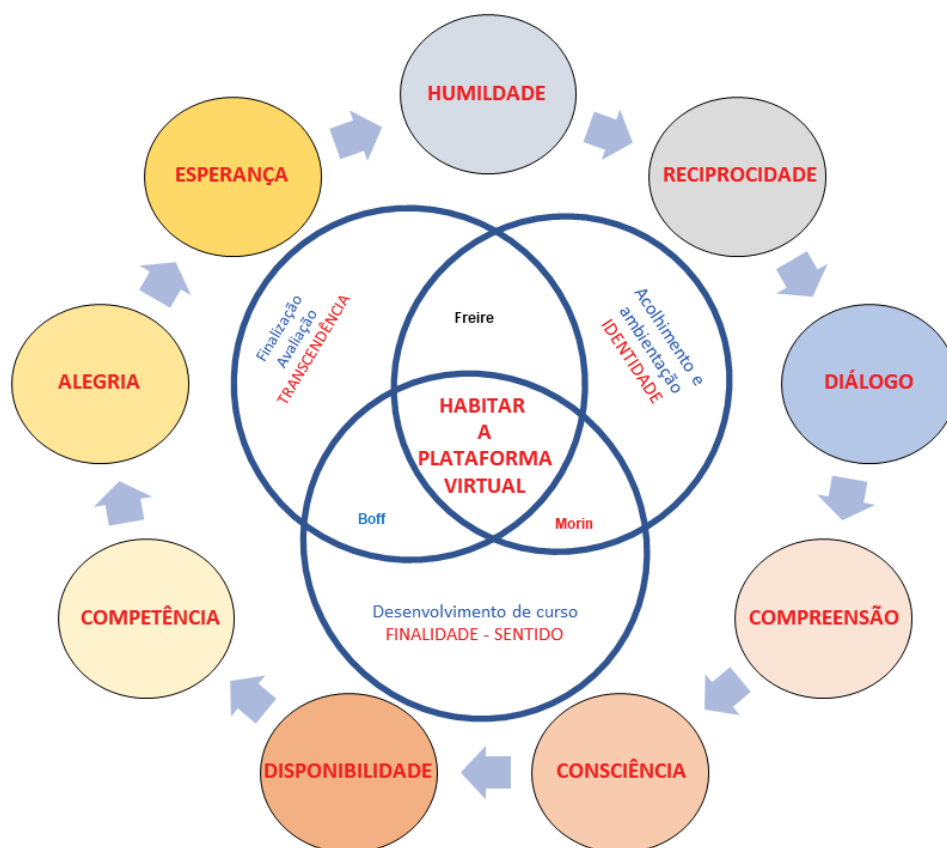 HUMILDADE
ESPERANÇA
RECIPROCIDADE
Finalização
Avaliação
TRANSCENDÊNCIA
Freire
Acolhimento e
ambientação
IDENTIDADE
ALEGRIA
DIÁLOGO
HABITAR
A
PLATAFORMA
VIRTUAL
Boff
Morin
COMPETÊNCIA
Desenvolvimento de curso
FINALIDADE - SENTIDO
COMPREENSÃO
DISPONIBILIDADE
CONSCIÊNCIA